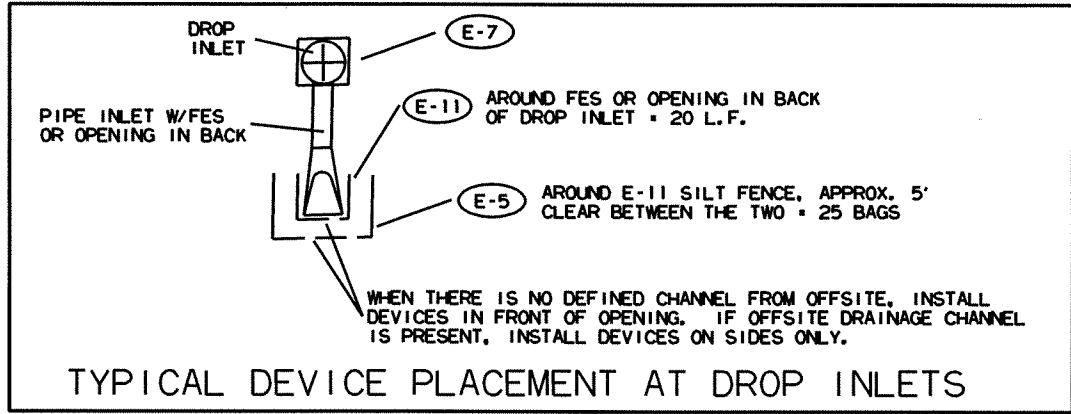 DROP
INLET
E-7
PIPE INLET W/FES
OR OPENING IN BACK
E-11
AROUND FES OR OPENING IN BACK
OF DROP INLET = 20 L.F.
E-5
AROUND E-11 SILT FENCE, APPROX. 5'
CLEAR BETWEEN THE TWO = 25 BAGS
WHEN THERE IS NO DEFINED CHANNEL FROM OFFSITE, INSTALL
DEVICES IN FRONT OF OPENING. IF OFFSITE DRAINAGE CHANNEL
IS PRESENT, INSTALL DEVICES ON SIDES ONLY.
TYPICAL DEVICE PLACEMENT AT DROP INLETS